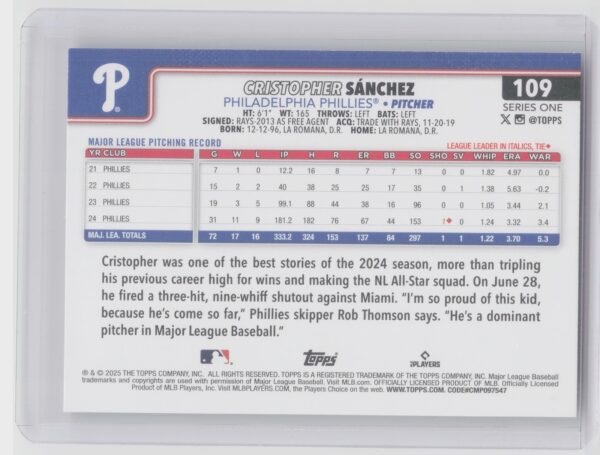 P
CRISTOPHER SÁNCHEZ
PHILADELPHIA PHILLIES® • PITCHER
HT: 6'1" WT: 165 THROWS: LEFT BATS: LEFT
SIGNED: RAYS-2013 AS FREE AGENT ACQ: TRADE WITH RAYS, 11-20-19
BORN: 12-12-96, LA ROMANA, D.R. HOME: LA ROMANA, D.R.
109
SERIES ONE
@TOPPS
MAJOR LEAGUE PITCHING RECORD
LEAGUE LEADER IN ITALICS, TIE♦
YR CLUB G W L IP H R ER BB SO SHO SV WHIP ERA WAR
21 PHILLIES 7 1 0 12.2 16 8 7 7 13 0 0 1.82 4.97 0.0
22 PHILLIES 15 2 2 40 38 25 25 17 35 0 1 1.38 5.63 -0.2
23 PHILLIES 19 3 5 99.1 88 44 38 16 96 0 0 1.05 3.44 2.1
24 PHILLIES 31 11 9 181.2 182 76 67 44 153 1♦ 0 1.24 3.32 3.4
MAJ. LEA. TOTALS 72 17 16 333.2 324 153 137 84 297 1 1 1.22 3.70 5.3
Cristopher was one of the best stories of the 2024 season, more than tripling
his previous career high for wins and making the NL All-Star squad. On June 28,
he fired a three-hit, nine-whiff shutout against Miami. "I'm so proud of this kid,
because he's come so far," Phillies skipper Rob Thomson says. "He's a dominant
pitcher in Major League Baseball."
Topps
PLAYERS
® & © 2025 THE TOPPS COMPANY, INC. ALL RIGHTS RESERVED. TOPPS IS A REGISTERED TRADEMARK OF THE TOPPS COMPANY, INC. Major League Baseball
trademarks and copyrights are used with permission of Major League Baseball. Visit MLB.com. OFFICIALLY LICENSED PRODUCT OF MLB. Officially Licensed
Product of MLB Players, Inc. Visit MLBPLAYERS.COM, the Players Choice on the web. WWW.TOPPS.COM. CODE#CMP097547